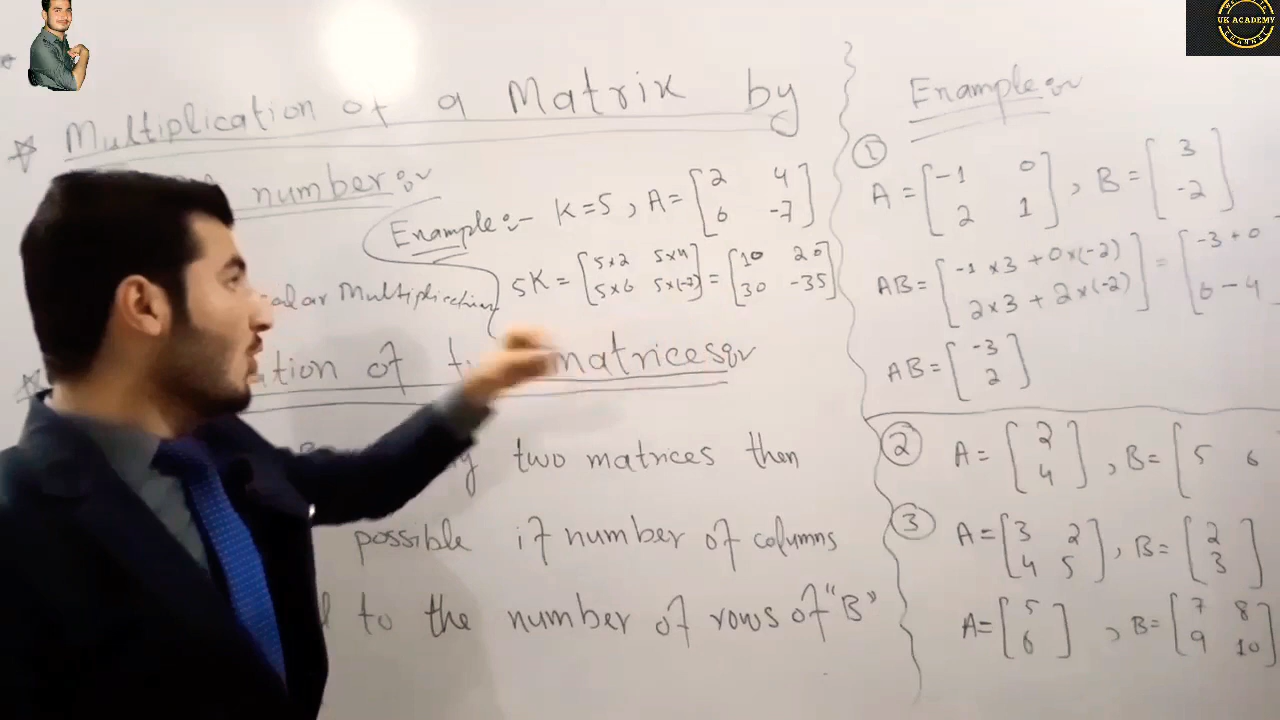 UK ACADEMY
CHANNEL
Multiplication of a Matrix by
number:-
Example:- K=5, A = [2 4
6 -7]
5K = [5×2 5×4
5×6 5×(-7)] = [10 20
30 -35]
Multiplication
of matrices:-
two matrices then
possible if number of columns
to the number of rows of "B"
Example:-
① A = [-1 0
2 1], B = [3
-2]
AB = [-1×3 + 0×(-2)
2×3 + 2×(-2)] = [-3+0
6-4
AB = [-3
2]
② A = [2
4], B = [5 6
③ A = [3 2
4 5], B = [2
3]
A = [5
6], B = [7 8
9 10]